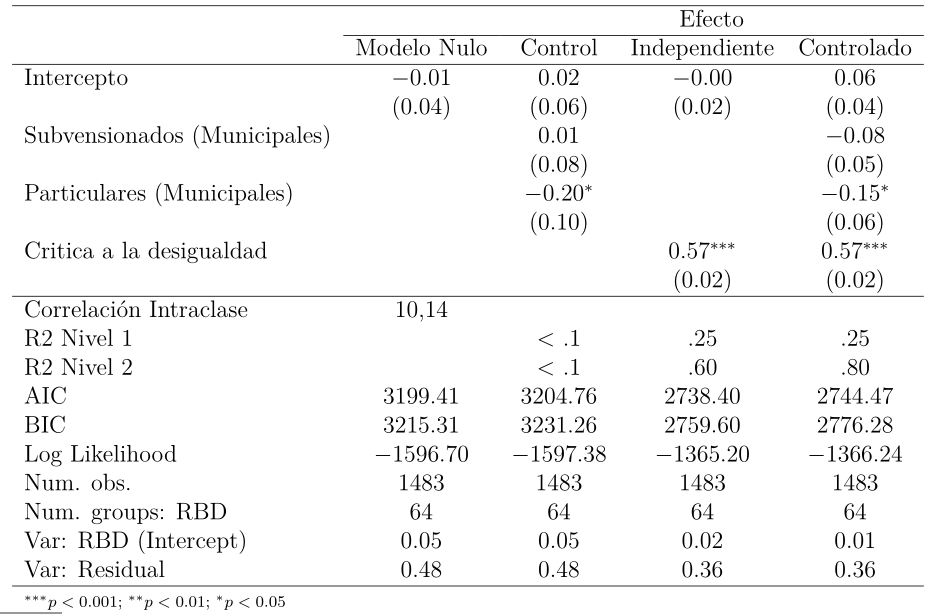 Efecto
Modelo Nulo Control Independiente Controlado
Intercepto −0.01 0.02 −0.00 0.06
(0.04) (0.06) (0.02) (0.04)
Subvensionados (Municipales) 0.01 −0.08
(0.08) (0.05)
Particulares (Municipales) −0.20* −0.15*
(0.10) (0.06)
Critica a la desigualdad 0.57*** 0.57***
(0.02) (0.02)
Correlación Intraclase 10,14
R2 Nivel 1 < .1 .25 .25
R2 Nivel 2 < .1 .60 .80
AIC 3199.41 3204.76 2738.40 2744.47
BIC 3215.31 3231.26 2759.60 2776.28
Log Likelihood −1596.70 −1597.38 −1365.20 −1366.24
Num. obs. 1483 1483 1483 1483
Num. groups: RBD 64 64 64 64
Var: RBD (Intercept) 0.05 0.05 0.02 0.01
Var: Residual 0.48 0.48 0.36 0.36
***p < 0.001; **p < 0.01; *p < 0.05